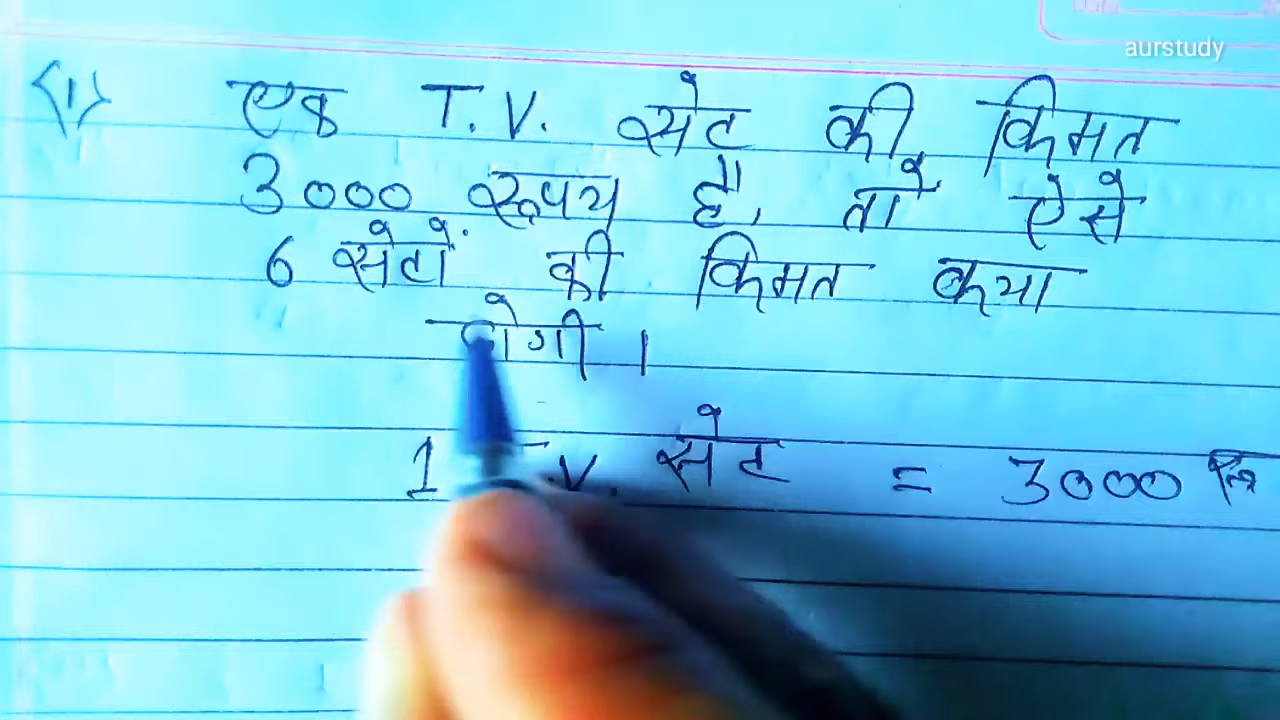 aurstudy
<1> एक T.V. सेट की किमत
3000 रूपय है, तो ऐसे
6 सेटों की किमत क्या
होगी ।
1 T.V. सेट = 3000